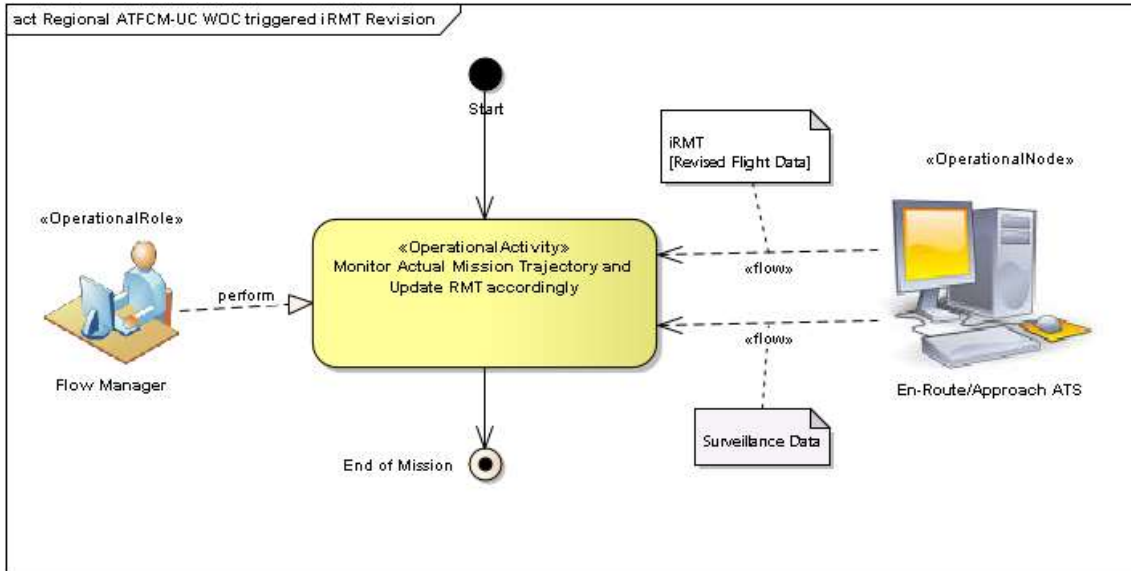 act Regional ATFCM-UC WOC triggered iRMT Revision
Start
iRMT
[Revised Flight Data]
«OperationalNode»
«OperationalRole»
«OperationalActivity»
Monitor Actual Mission Trajectory and
Update RMT accordingly
«flow»
perform
«flow»
Flow Manager
En-Route/Approach ATS
Surveillance Data
End of Mission